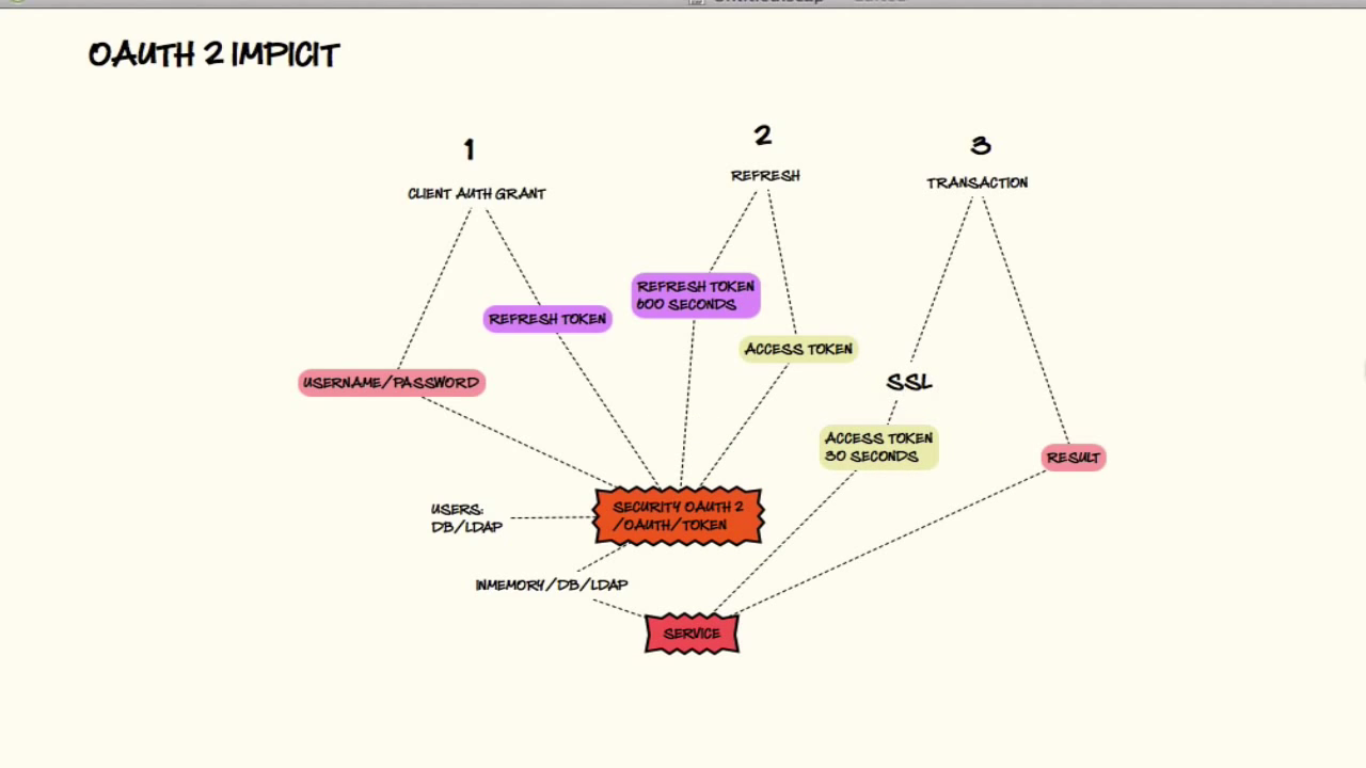 OAUTH 2 IMPICIT
1
2
3
CLIENT AUTH GRANT
REFRESH
TRANSACTION
REFRESH TOKEN
600 SECONDS
REFRESH TOKEN
ACCESS TOKEN
USERNAME/PASSWORD
SSL
ACCESS TOKEN
30 SECONDS
RESULT
USERS:
DB/LDAP
SECURITY OAUTH 2
/OAUTH/TOKEN
INMEMORY/DB/LDAP
SERVICE